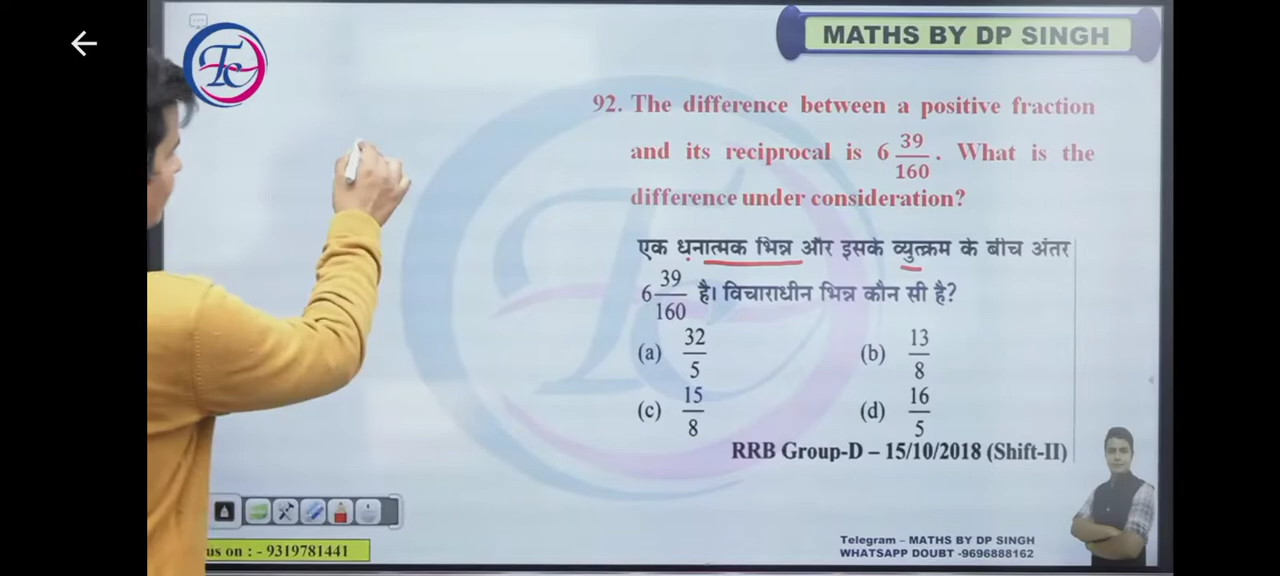 Tc
MATHS BY DP SINGH
92. The difference between a positive fraction
and its reciprocal is 6 39/160. What is the
difference under consideration?
एक धनात्मक भिन्न और इसके व्युत्क्रम के बीच अंतर
6 39/160 है। विचाराधीन भिन्न कौन सी है?
(a) 32/5 (b) 13/8
(c) 15/8 (d) 16/5
RRB Group-D – 15/10/2018 (Shift-II)
us on : - 9319781441
Telegram – MATHS BY DP SINGH
WHATSAPP DOUBT -9696888162